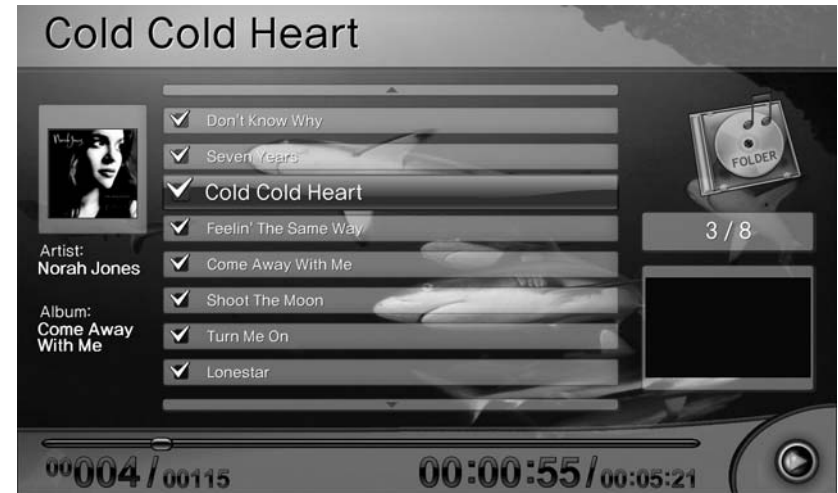 Cold Cold Heart
Don't Know Why
Seven Years
Cold Cold Heart
Feelin' The Same Way
Come Away With Me
Shoot The Moon
Turn Me On
Lonestar
Artist:
Norah Jones
Album:
Come Away
With Me
FOLDER
3 / 8
00004 / 00115
00:00:55 / 00:05:21